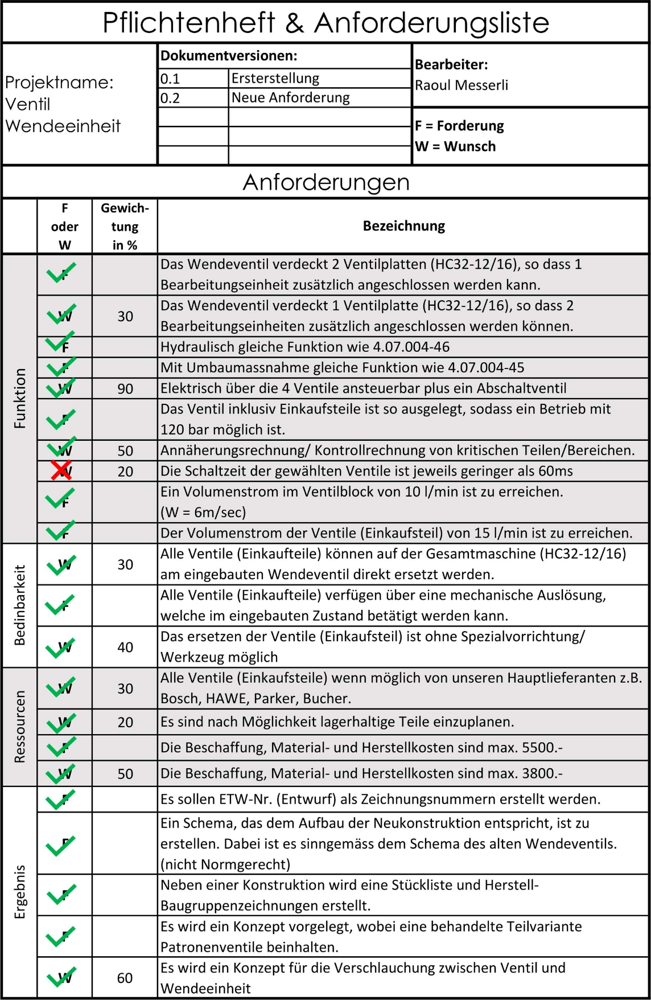 Pflichtenheft & Anforderungsliste
Projektname:
Ventil
Wendeeinheit
Dokumentversionen:
0.1 Ersterstellung
0.2 Neue Anforderung
Bearbeiter:
Raoul Messerli
F = Forderung
W = Wunsch
Anforderungen
F
oder
W
Gewich-
tung
in %
Bezeichnung
Funktion
F Das Wendeventil verdeckt 2 Ventilplatten (HC32-12/16), so dass 1
Bearbeitungseinheit zusätzlich angeschlossen werden kann.
W 30 Das Wendeventil verdeckt 1 Ventilplatte (HC32-12/16), so dass 2
Bearbeitungseinheiten zusätzlich angeschlossen werden können.
F Hydraulisch gleiche Funktion wie 4.07.004-46
F Mit Umbaumassnahme gleiche Funktion wie 4.07.004-45
W 90 Elektrisch über die 4 Ventile ansteuerbar plus ein Abschaltventil
F Das Ventil inklusiv Einkaufsteile ist so ausgelegt, sodass ein Betrieb mit
120 bar möglich ist.
W 50 Annäherungsrechnung/ Kontrollrechnung von kritischen Teilen/Bereichen.
W 20 Die Schaltzeit der gewählten Ventile ist jeweils geringer als 60ms
F Ein Volumenstrom im Ventilblock von 10 l/min ist zu erreichen.
(W = 6m/sec)
F Der Volumenstrom der Ventile (Einkaufsteil) von 15 l/min ist zu erreichen.
Bedinbarkeit
W 30 Alle Ventile (Einkaufteile) können auf der Gesamtmaschine (HC32-12/16)
am eingebauten Wendeventil direkt ersetzt werden.
F Alle Ventile (Einkaufteile) verfügen über eine mechanische Auslösung,
welche im eingebauten Zustand betätigt werden kann.
W 40 Das ersetzen der Ventile (Einkaufsteil) ist ohne Spezialvorrichtung/
Werkzeug möglich
Ressourcen
W 30 Alle Ventile (Einkaufsteile) wenn möglich von unseren Hauptlieferanten z.B.
Bosch, HAWE, Parker, Bucher.
W 20 Es sind nach Möglichkeit lagerhaltige Teile einzuplanen.
F Die Beschaffung, Material- und Herstellkosten sind max. 5500.-
W 50 Die Beschaffung, Material- und Herstellkosten sind max. 3800.-
Ergebnis
F Es sollen ETW-Nr. (Entwurf) als Zeichnungsnummern erstellt werden.
F Ein Schema, das dem Aufbau der Neukonstruktion entspricht, ist zu
erstellen. Dabei ist es sinngemäss dem Schema des alten Wendeventils.
(nicht Normgerecht)
F Neben einer Konstruktion wird eine Stückliste und Herstell-
Baugruppenzeichnungen erstellt.
F Es wird ein Konzept vorgelegt, wobei eine behandelte Teilvariante
Patronenventile beinhalten.
W 60 Es wird ein Konzept für die Verschlauchung zwischen Ventil und
Wendeeinheit